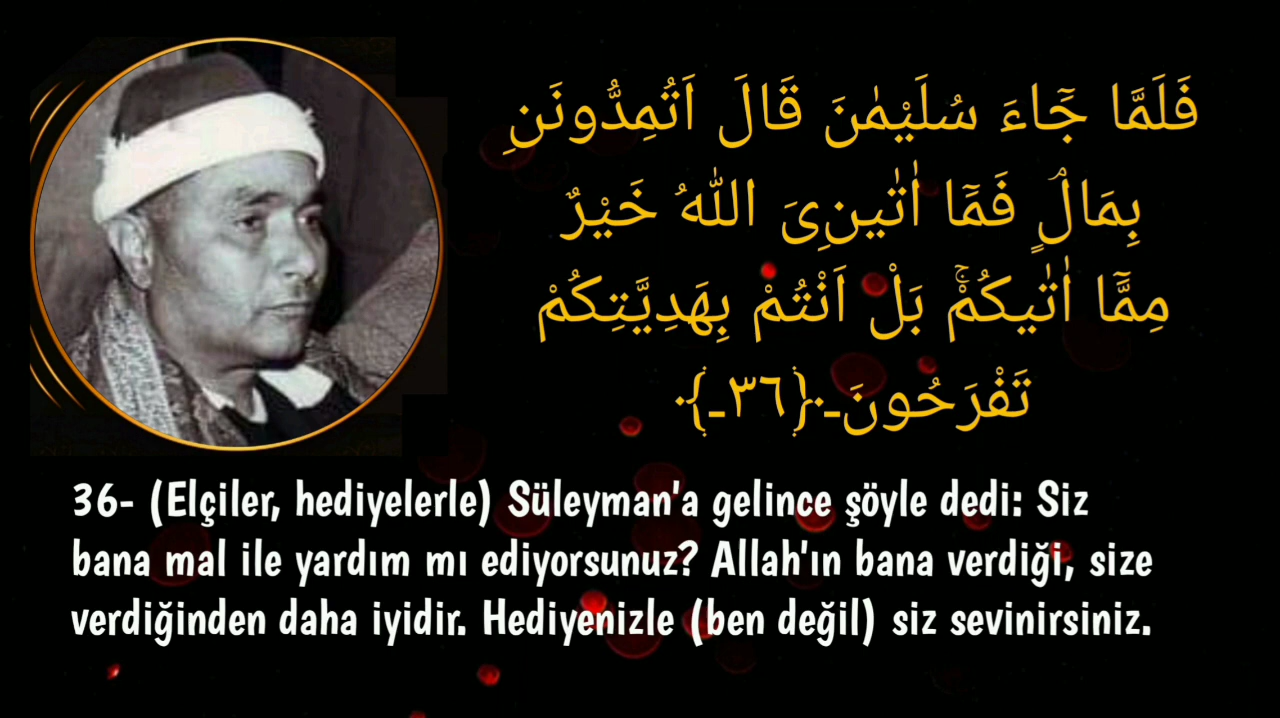 فَلَمَّا جَٓاءَ سُلَيْمٰنَ قَالَ اَتُمِدُّونَنِ
بِمَالٍۘ فَمَٓا اٰتٰينِىَ اللّٰهُ خَيْرٌ
مِمَّٓا اٰتٰيكُمْۚ بَلْ اَنْتُمْ بِهَدِيَّتِكُمْ
تَفْرَحُونَ ﴿٣٦﴾
36- (Elçiler, hediyelerle) Süleyman'a gelince şöyle dedi: Siz
bana mal ile yardım mı ediyorsunuz? Allah'ın bana verdiği, size
verdiğinden daha iyidir. Hediyenizle (ben değil) siz sevinirsiniz.